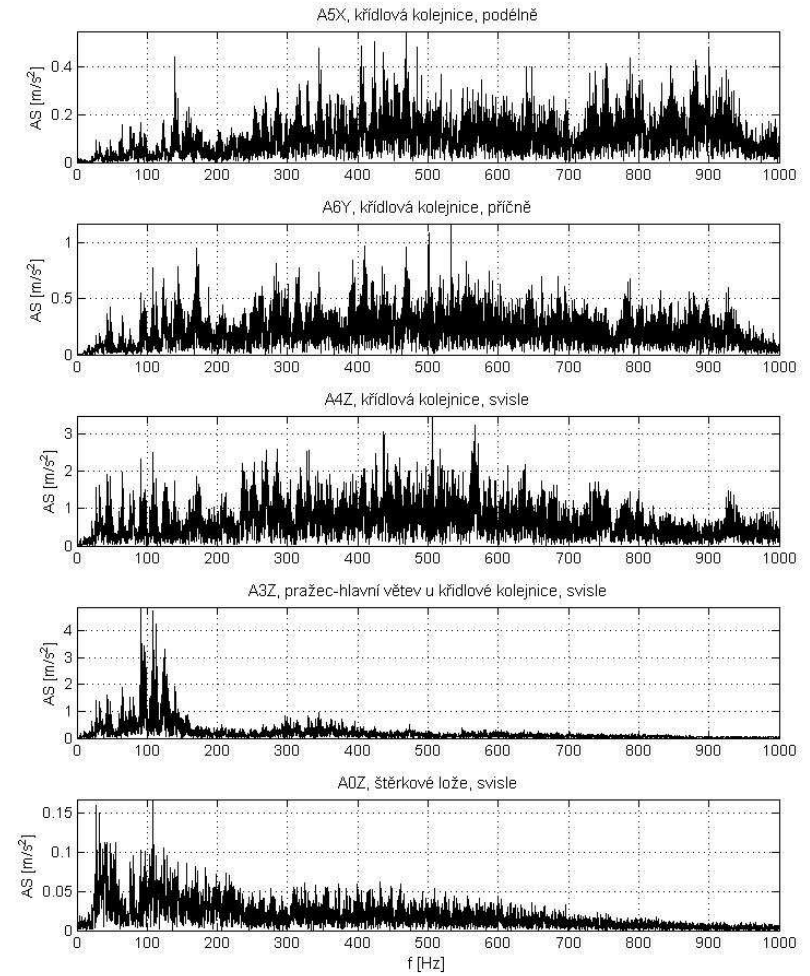 A5X, křídlová kolejnice, podélně
AS [m/s²]
0.4
0.2
0
0 100 200 300 400 500 600 700 800 900 1000
A6Y, křídlová kolejnice, příčně
AS [m/s²]
1
0.5
0
0 100 200 300 400 500 600 700 800 900 1000
A4Z, křídlová kolejnice, svisle
AS [m/s²]
3
2
1
0
0 100 200 300 400 500 600 700 800 900 1000
A3Z, pražec-hlavní větev u křidlové kolejnice, svisle
AS [m/s²]
4
3
2
1
0
0 100 200 300 400 500 600 700 800 900 1000
A0Z, štěrkové lože, svisle
AS [m/s²]
0.15
0.1
0.05
0
0 100 200 300 400 500 600 700 800 900 1000
f [Hz]